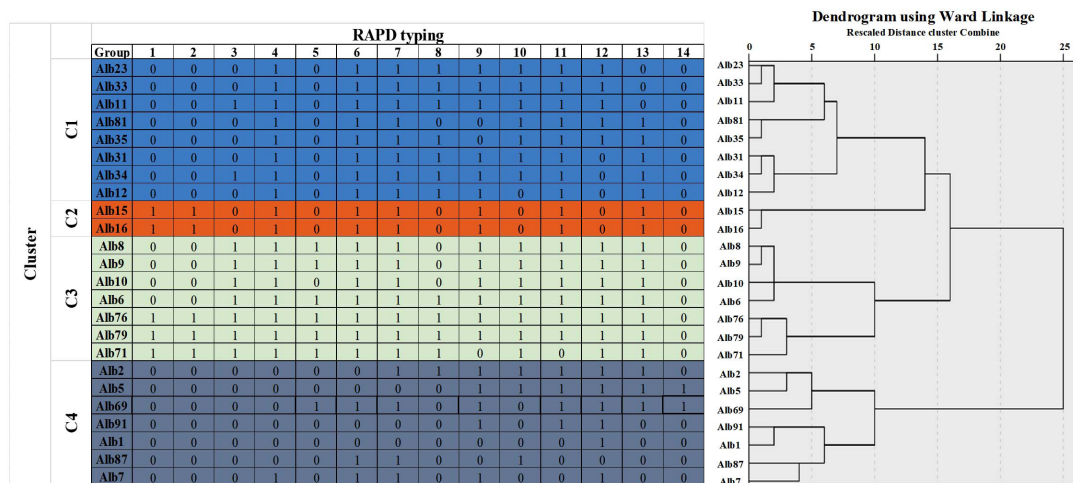 RAPD typing
Group 1 2 3 4 5 6 7 8 9 10 11 12 13 14
Cluster
C1
Alb23 0 0 0 1 0 1 1 1 1 1 1 1 0 0
Alb33 0 0 0 1 0 1 1 1 1 1 1 1 0 0
Alb11 0 0 1 1 0 1 1 1 1 1 1 1 0 0
Alb81 0 0 0 1 0 1 1 0 0 1 1 1 1 0
Alb35 0 0 0 1 0 1 1 1 0 1 1 1 1 0
Alb31 0 0 0 1 0 1 1 1 1 1 1 0 1 0
Alb34 0 0 1 1 0 1 1 1 1 1 1 0 1 0
Alb12 0 0 0 1 0 1 1 1 1 0 1 0 1 0
C2
Alb15 1 1 0 1 0 1 1 0 1 0 1 0 1 0
Alb16 1 1 0 1 0 1 1 0 1 0 1 0 1 0
C3
Alb8 0 0 1 1 1 1 1 0 1 1 1 1 1 0
Alb9 0 0 1 1 1 1 1 0 1 1 1 1 1 0
Alb10 0 0 1 1 0 1 1 0 1 1 1 1 1 0
Alb6 0 0 1 1 1 1 1 1 1 1 1 1 1 0
Alb76 1 1 1 1 1 1 1 1 1 1 1 1 1 0
Alb79 1 1 1 1 1 1 1 1 1 1 1 1 1 0
Alb71 1 1 1 1 1 1 1 1 0 1 0 1 1 0
C4
Alb2 0 0 0 0 0 0 1 1 1 1 1 1 1 0
Alb5 0 0 0 0 0 0 0 0 1 1 1 1 1 1
Alb69 0 0 0 0 1 1 1 0 1 0 1 1 1 1
Alb91 0 0 0 0 0 0 0 0 1 0 1 1 0 0
Alb1 0 0 0 0 0 0 0 0 0 0 0 1 0 0
Alb87 0 0 0 0 0 1 1 0 0 1 0 0 0 0
Alb7 0 0 0 1 0 1 1 0 1 0 0 1 0 0
Dendrogram using Ward Linkage
Rescaled Distance cluster Combine
0 5 10 15 20 25
Alb23
Alb33
Alb11
Alb81
Alb35
Alb31
Alb34
Alb12
Alb15
Alb16
Alb8
Alb9
Alb10
Alb6
Alb76
Alb79
Alb71
Alb2
Alb5
Alb69
Alb91
Alb1
Alb87
Alb7